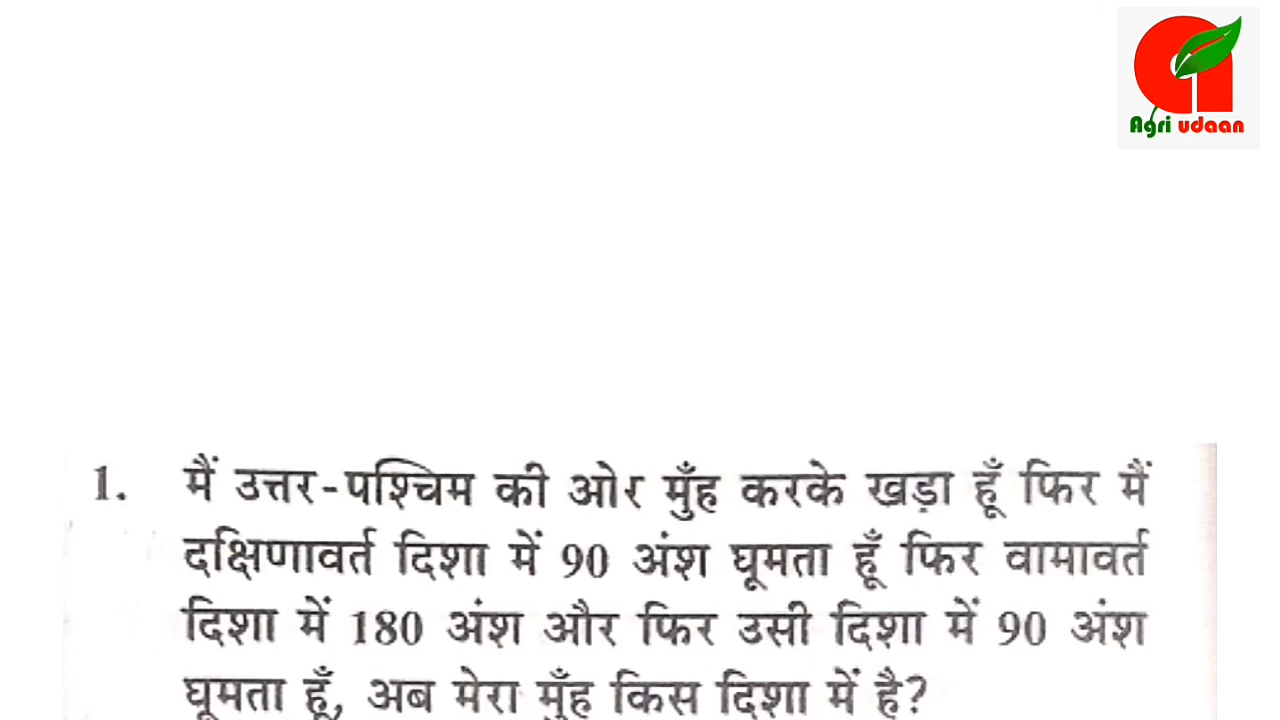 Agri udaan
1. मैं उत्तर-पश्चिम की ओर मुँह करके खड़ा हूँ फिर मैं
दक्षिणावर्त दिशा में 90 अंश घूमता हूँ फिर वामावर्त
दिशा में 180 अंश और फिर उसी दिशा में 90 अंश
घूमता हूँ, अब मेरा मुँह किस दिशा में है?